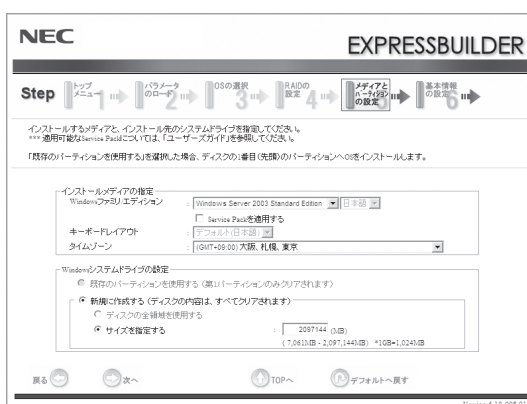 NEC
EXPRESSBUILDER
Step トップメニュー 1 パラメータのロード 2 OSの選択 3 RAIDの設定 4 メディアとパーティションの設定 基本情報の設定 6
インストールするメディアと、インストール先のシステムドライブを指定してください。
*** 適用可能なService Packについては、「ユーザーズガイド」を参照してください。
「既存のパーティションを使用する」を選択した場合、ディスクの1番目(先頭)のパーティションへOSをインストールします。
インストールメディアの指定
Windowsファミリ/エディション : Windows Server 2003 Standard Edition 日本語
Service Packを適用する
キーボードレイアウト : デフォルト(日本語)
タイムゾーン : (GMT+09:00) 大阪、札幌、東京
Windowsシステムドライブの設定
既存のパーティションを使用する (第1パーティションのみクリアされます)
新規に作成する (ディスクの内容は、すべてクリアされます)
ディスクの全領域を使用する
サイズを指定する : 2097144 (MB)
( 7,061MB - 2,097,144MB) *1GB=1,024MB
戻る 次へ TOPへ デフォルトへ戻す